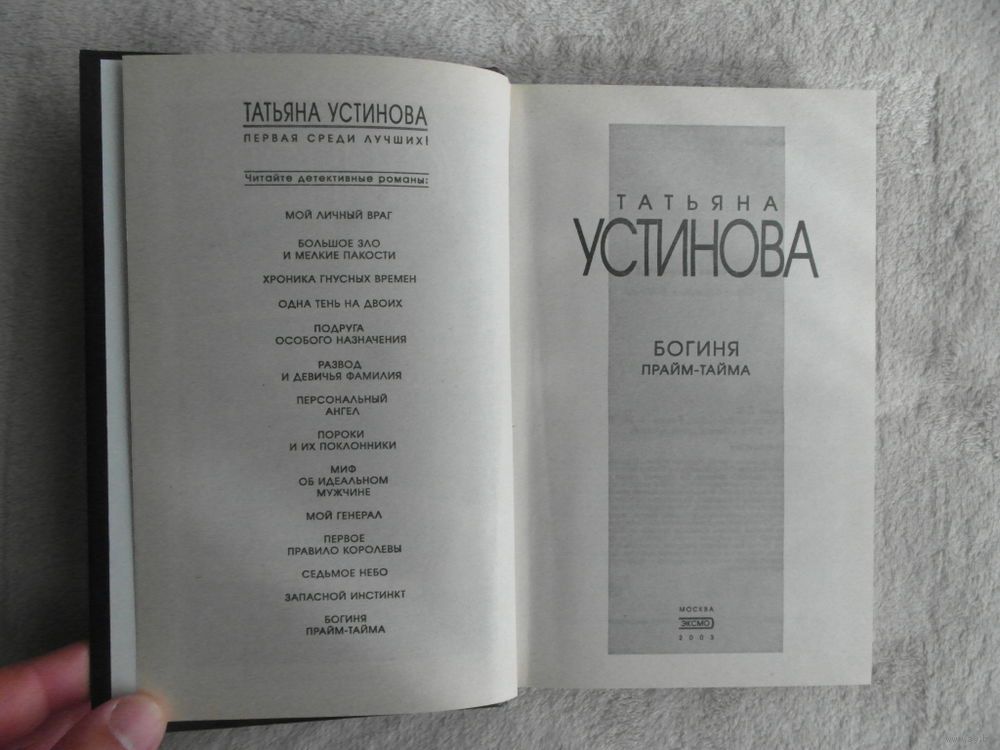 ТАТЬЯНА УСТИНОВА
ПЕРВАЯ СРЕДИ ЛУЧШИХ!
Читайте детективные романы:
МОЙ ЛИЧНЫЙ ВРАГ
БОЛЬШОЕ ЗЛО
И МЕЛКИЕ ПАКОСТИ
ХРОНИКА ГНУСНЫХ ВРЕМЕН
ОДНА ТЕНЬ НА ДВОИХ
ПОДРУГА
ОСОБОГО НАЗНАЧЕНИЯ
РАЗВОД
И ДЕВИЧЬЯ ФАМИЛИЯ
ПЕРСОНАЛЬНЫЙ
АНГЕЛ
ПОРОКИ
И ИХ ПОКЛОННИКИ
МИФ
ОБ ИДЕАЛЬНОМ
МУЖЧИНЕ
МОЙ ГЕНЕРАЛ
ПЕРВОЕ
ПРАВИЛО КОРОЛЕВЫ
СЕДЬМОЕ НЕБО
ЗАПАСНОЙ ИНСТИНКТ
БОГИНЯ
ПРАЙМ-ТАЙМА
ТАТЬЯНА
УСТИНОВА
БОГИНЯ
ПРАЙМ-ТАЙМА
МОСКВА
ЭКСМО
2003